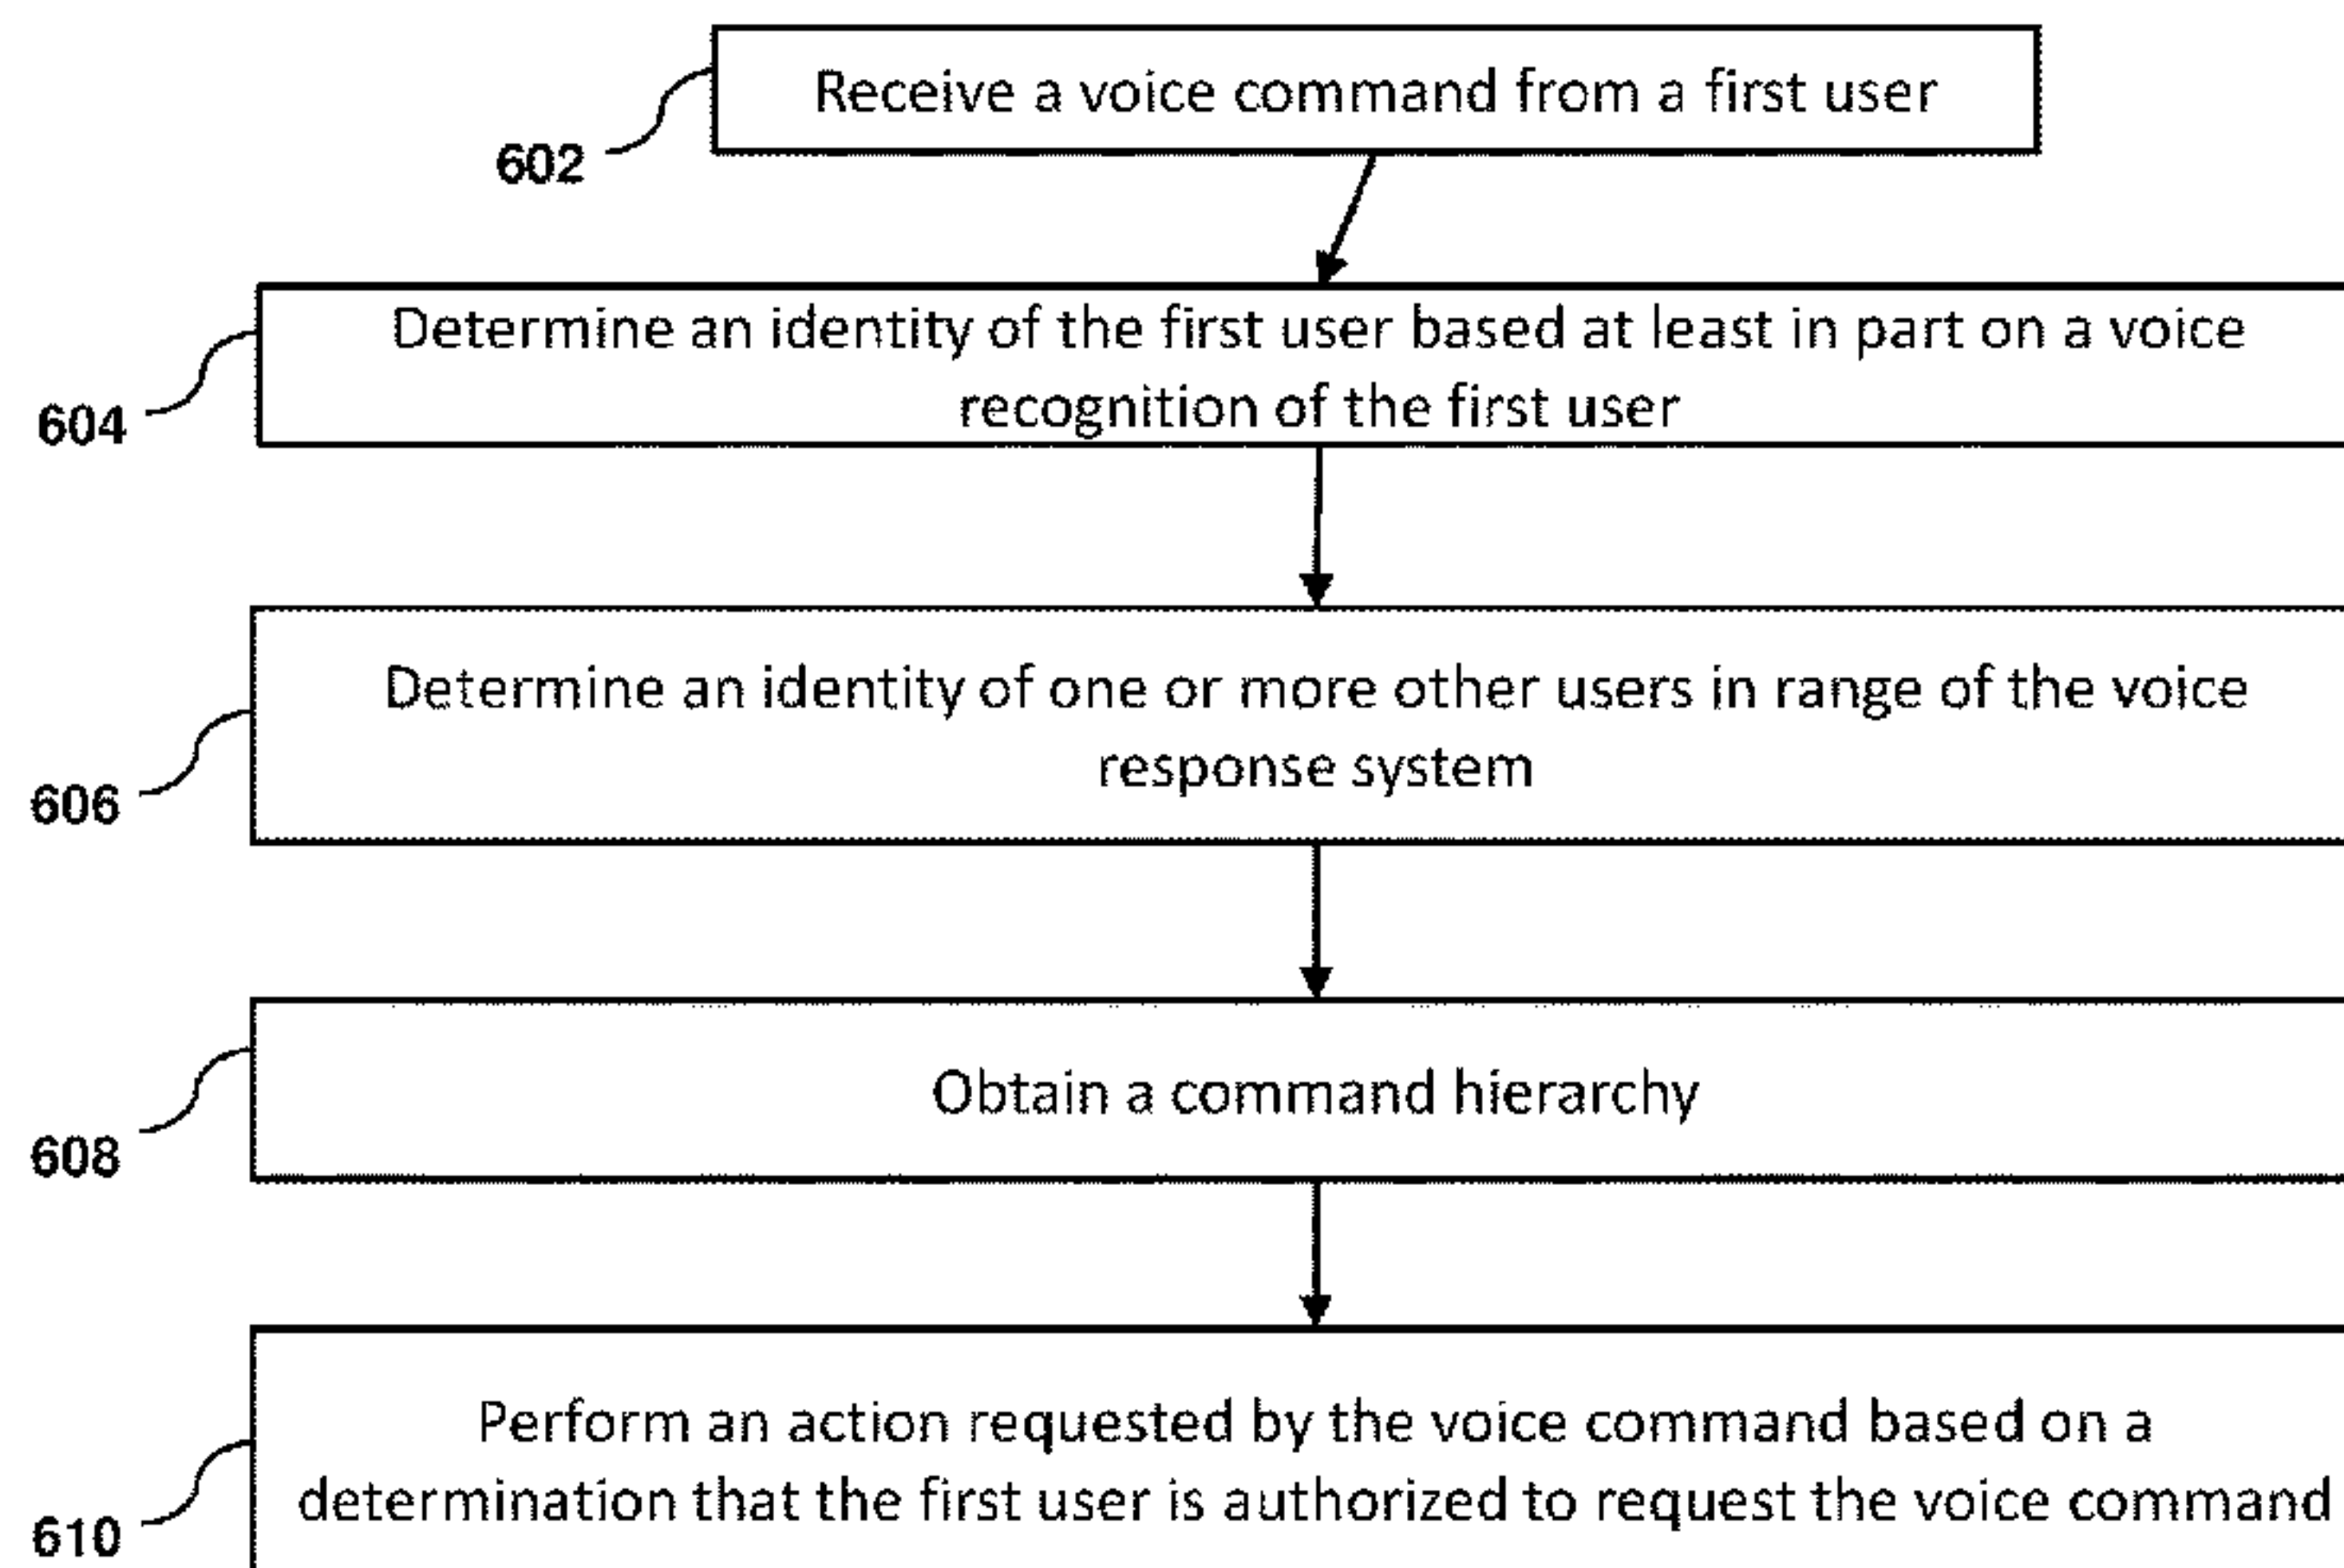 Receive a voice command from a first user
602
Determine an identity of the first user based at least in part on a voice
recognition of the first user
604
Determine an identity of one or more other users in range of the voice
response system
606
Obtain a command hierarchy
608
Perform an action requested by the voice command based on a
determination that the first user is authorized to request the voice command
610